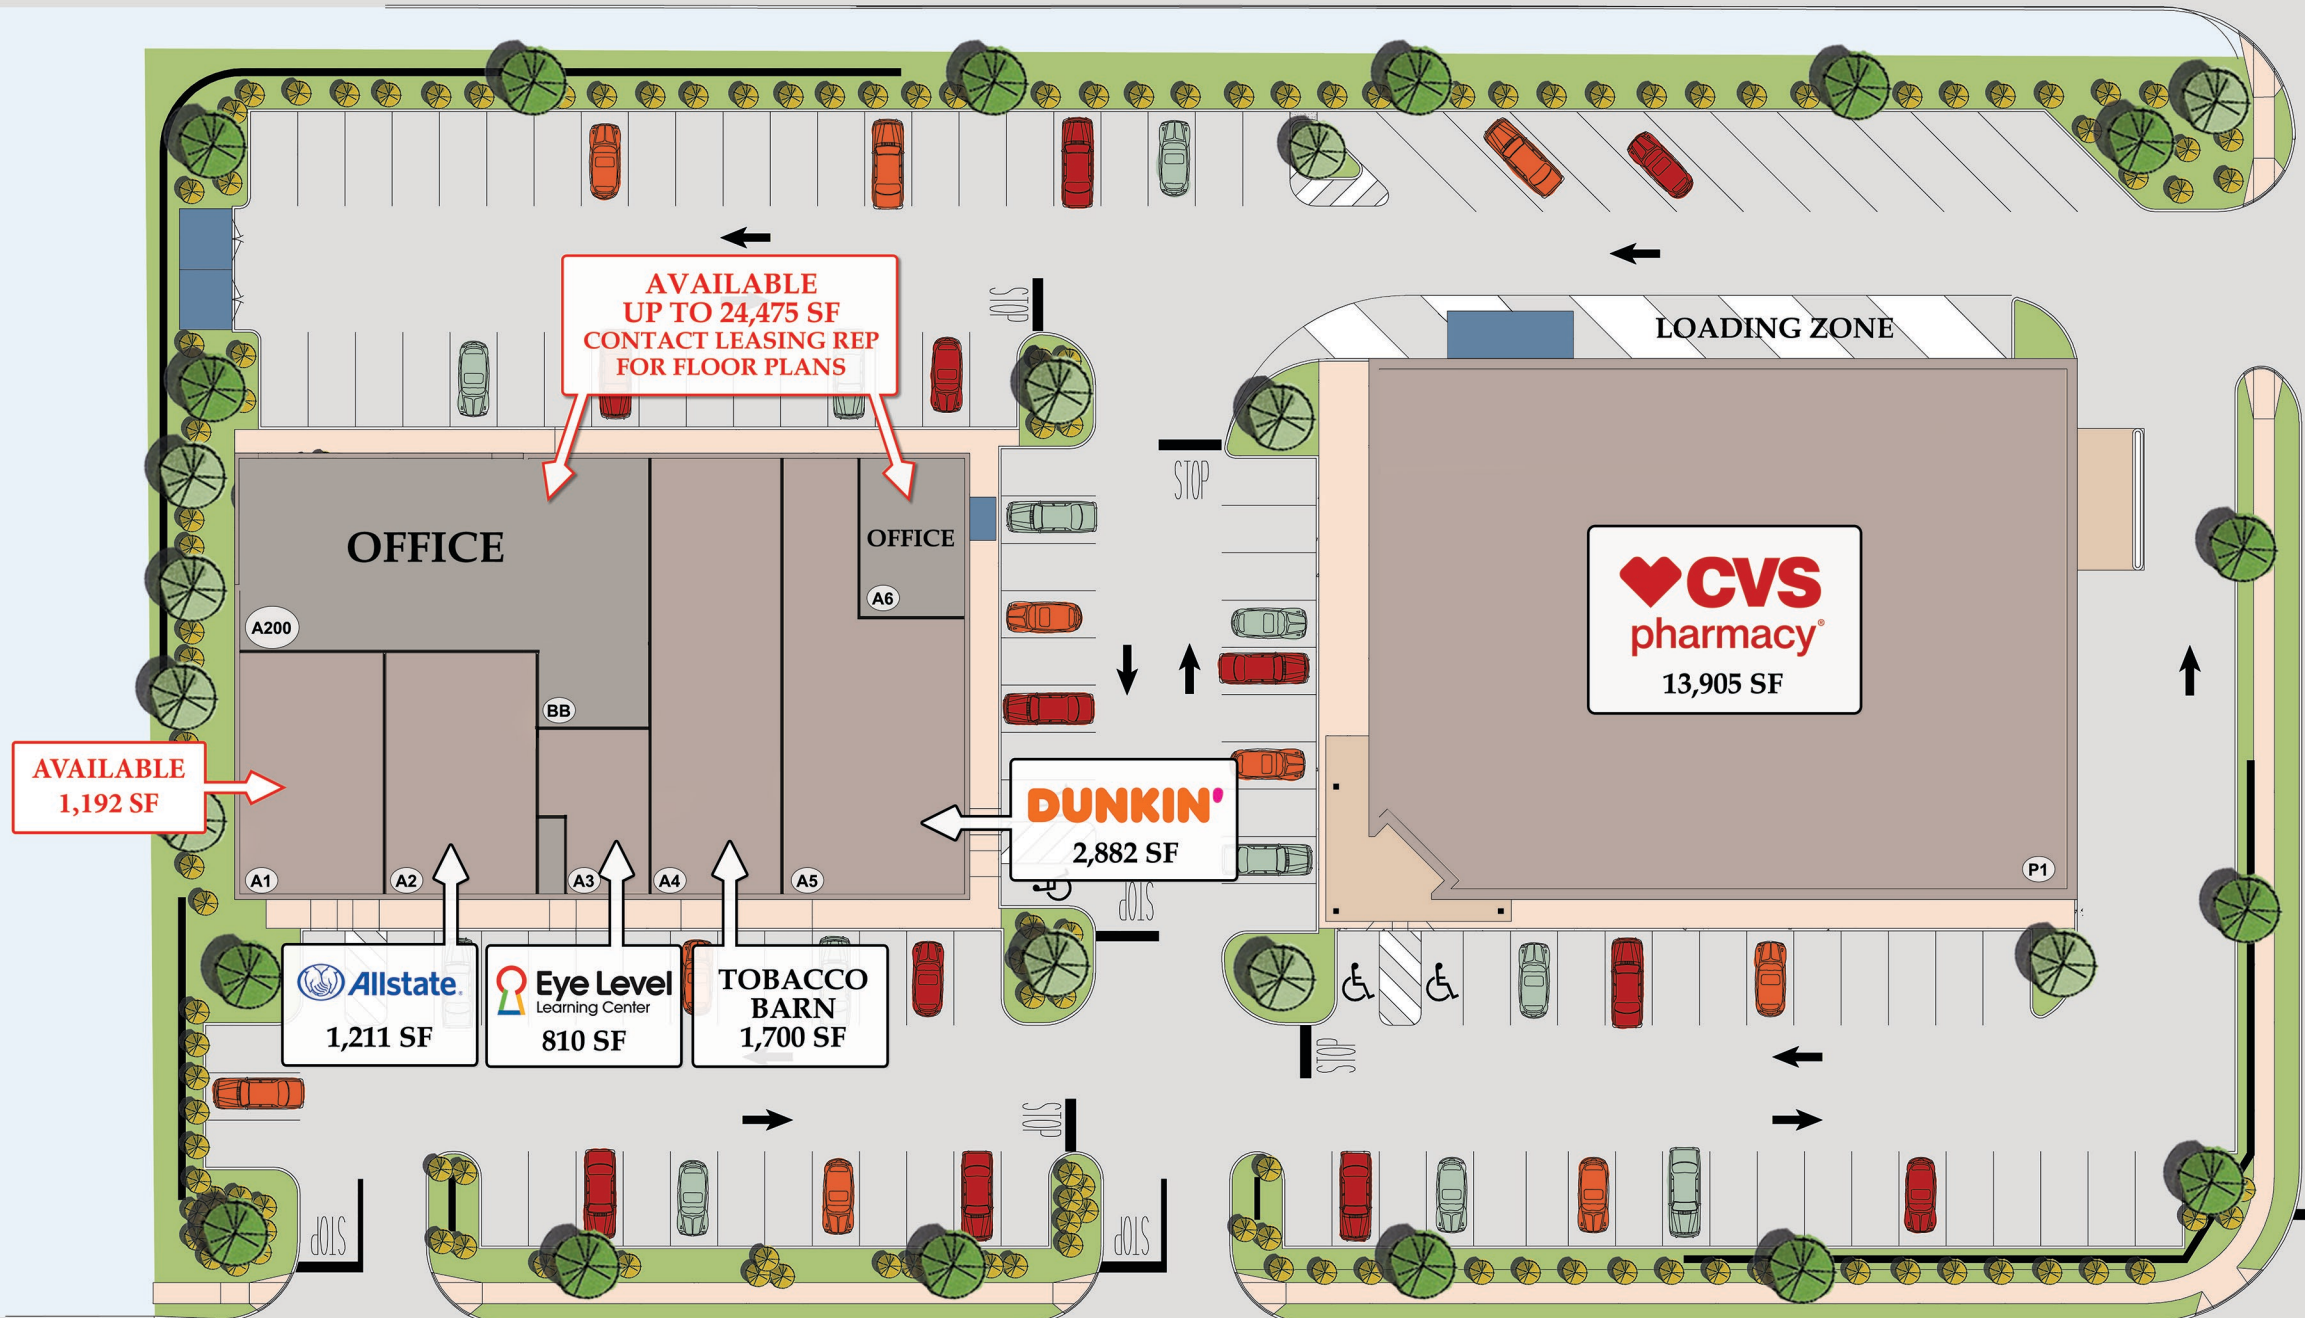 STOP
AVAILABLE
UP TO 24,475 SF
CONTACT LEASING REP
FOR FLOOR PLANS
LOADING ZONE
STOP
OFFICE
OFFICE
A6
A200
BB
CVS
pharmacy®
13,905 SF
AVAILABLE
1,192 SF
DUNKIN'
2,882 SF
A1
A2
A3
A4
A5
P1
STOP
Allstate.
1,211 SF
Eye Level
Learning Center
810 SF
TOBACCO
BARN
1,700 SF
STOP
STOP
STOP
STOP